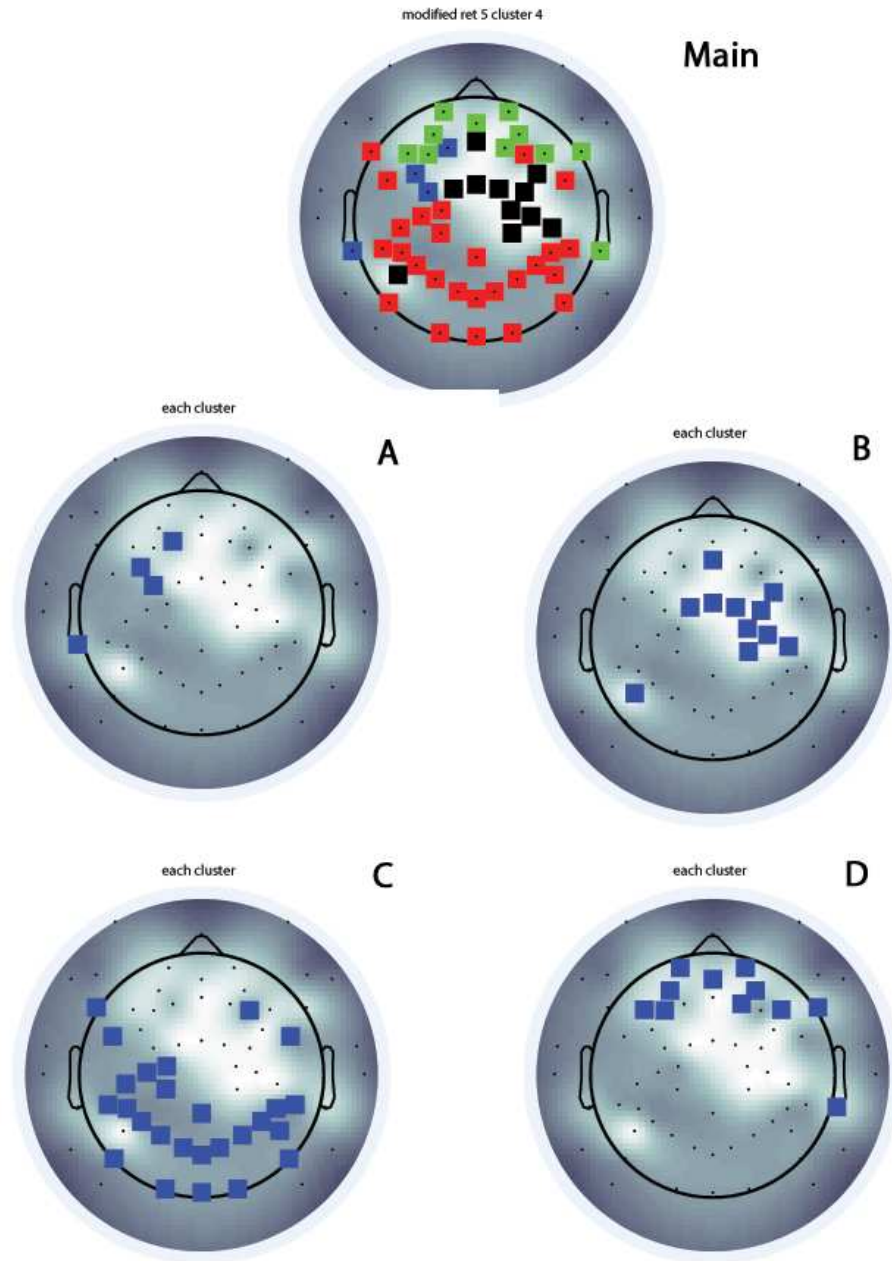 modified ret 5 cluster 4
Main
each cluster
A
each cluster
B
each cluster
C
each cluster
D